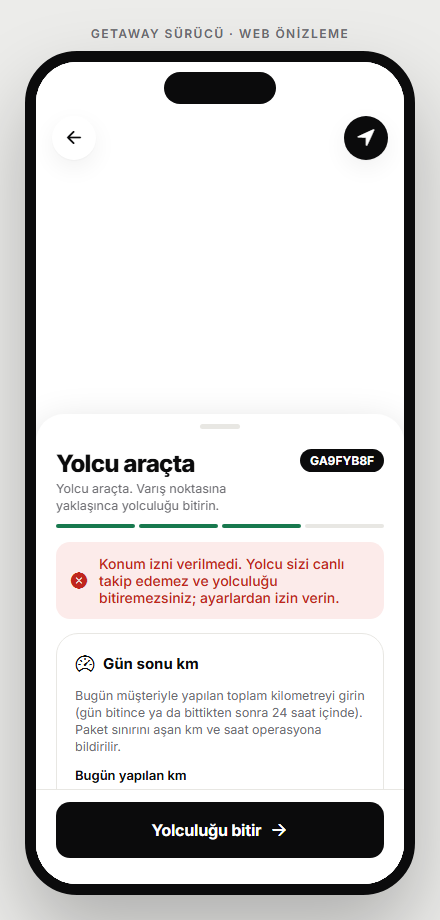 GETAWAY SÜRÜCÜ · WEB ÖNİZLEME
Yolcu araçta
GA9FYB8F
Yolcu araçta. Varış noktasına
yaklaşınca yolculuğu bitirin.
Konum izni verilmedi. Yolcu sizi canlı
takip edemez ve yolculuğu
bitiremezsiniz; ayarlardan izin verin.
Gün sonu km
Bugün müşteriyle yapılan toplam kilometreyi girin
(gün bitince ya da bittikten sonra 24 saat içinde).
Paket sınırını aşan km ve saat operasyona
bildirilir.
Bugün yapılan km
Yolculuğu bitir